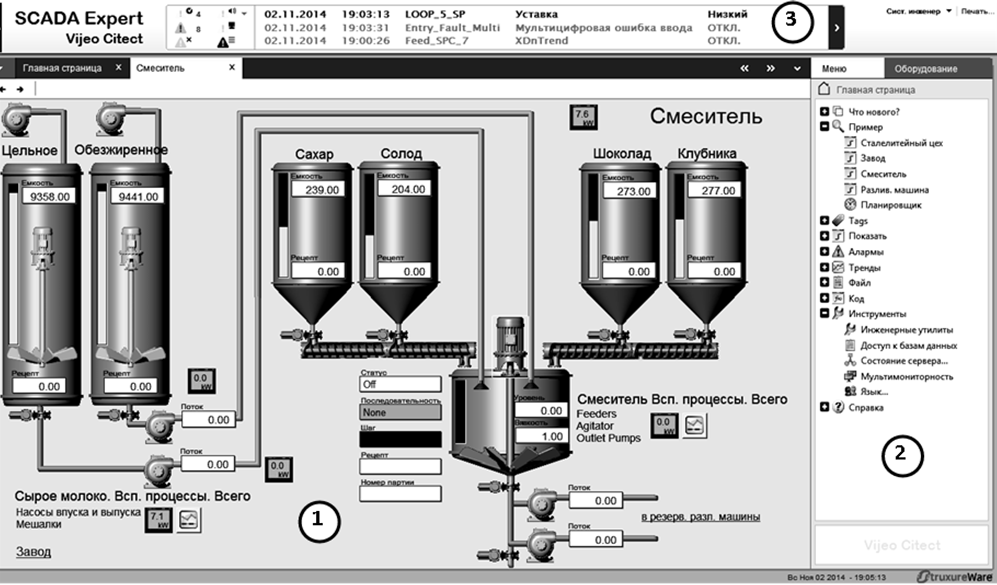 SCADA Expert
Vijeo Citect
4
8
02.11.2014 19:03:13 LOOP_5_SP Уставка Низкий
02.11.2014 19:03:31 Entry_Fault_Multi Мультицифровая ошибка ввода ОТКЛ.
02.11.2014 19:00:26 Feed_SPC_7 XDnTrend ОТКЛ.
3
Сист. инженер
Печать...
Главная страница X
Смеситель X
Меню
Оборудование
Главная страница
Цельное
Обезжиренное
Емкость
9358.00
Емкость
9441.00
Рецепт
0.00
Рецепт
0.00
Сахар
Солод
Емкость
239.00
Емкость
204.00
Рецепт
0.00
Рецепт
0.00
7.6
kW
Смеситель
Шоколад
Клубника
Емкость
273.00
Емкость
277.00
Рецепт
0.00
Рецепт
0.00
0.0
kW
Поток
0.00
Поток
0.00
0.0
kW
Статус
Off
Последовательность
None
Шаг
Рецепт
Номер партии
Уровень
0.00
Вязкость
1.00
Смеситель Всп. процессы. Всего
Feeders
Agitator
Outlet Pumps
0.0
kW
Сырое молоко. Всп. процессы. Всего
Насосы впуска и выпуска
Мешалки
7.1
kW
Завод
1
Поток
0.00
Поток
0.00
в резерв. разл. машины
Что нового?
Пример
Сталелитейный цех
Завод
Смеситель
Разлив. машина
Планировщик
Tags
Показать
Алармы
Тренды
Файл
Код
Инструменты
Инженерные утилиты
Доступ к базам данных
Состояние сервера...
Мультимониторность
Язык...
Справка
2
Vijeo Citect
Вс Ноя 02 2014 - 19:05:13
StruxureWare